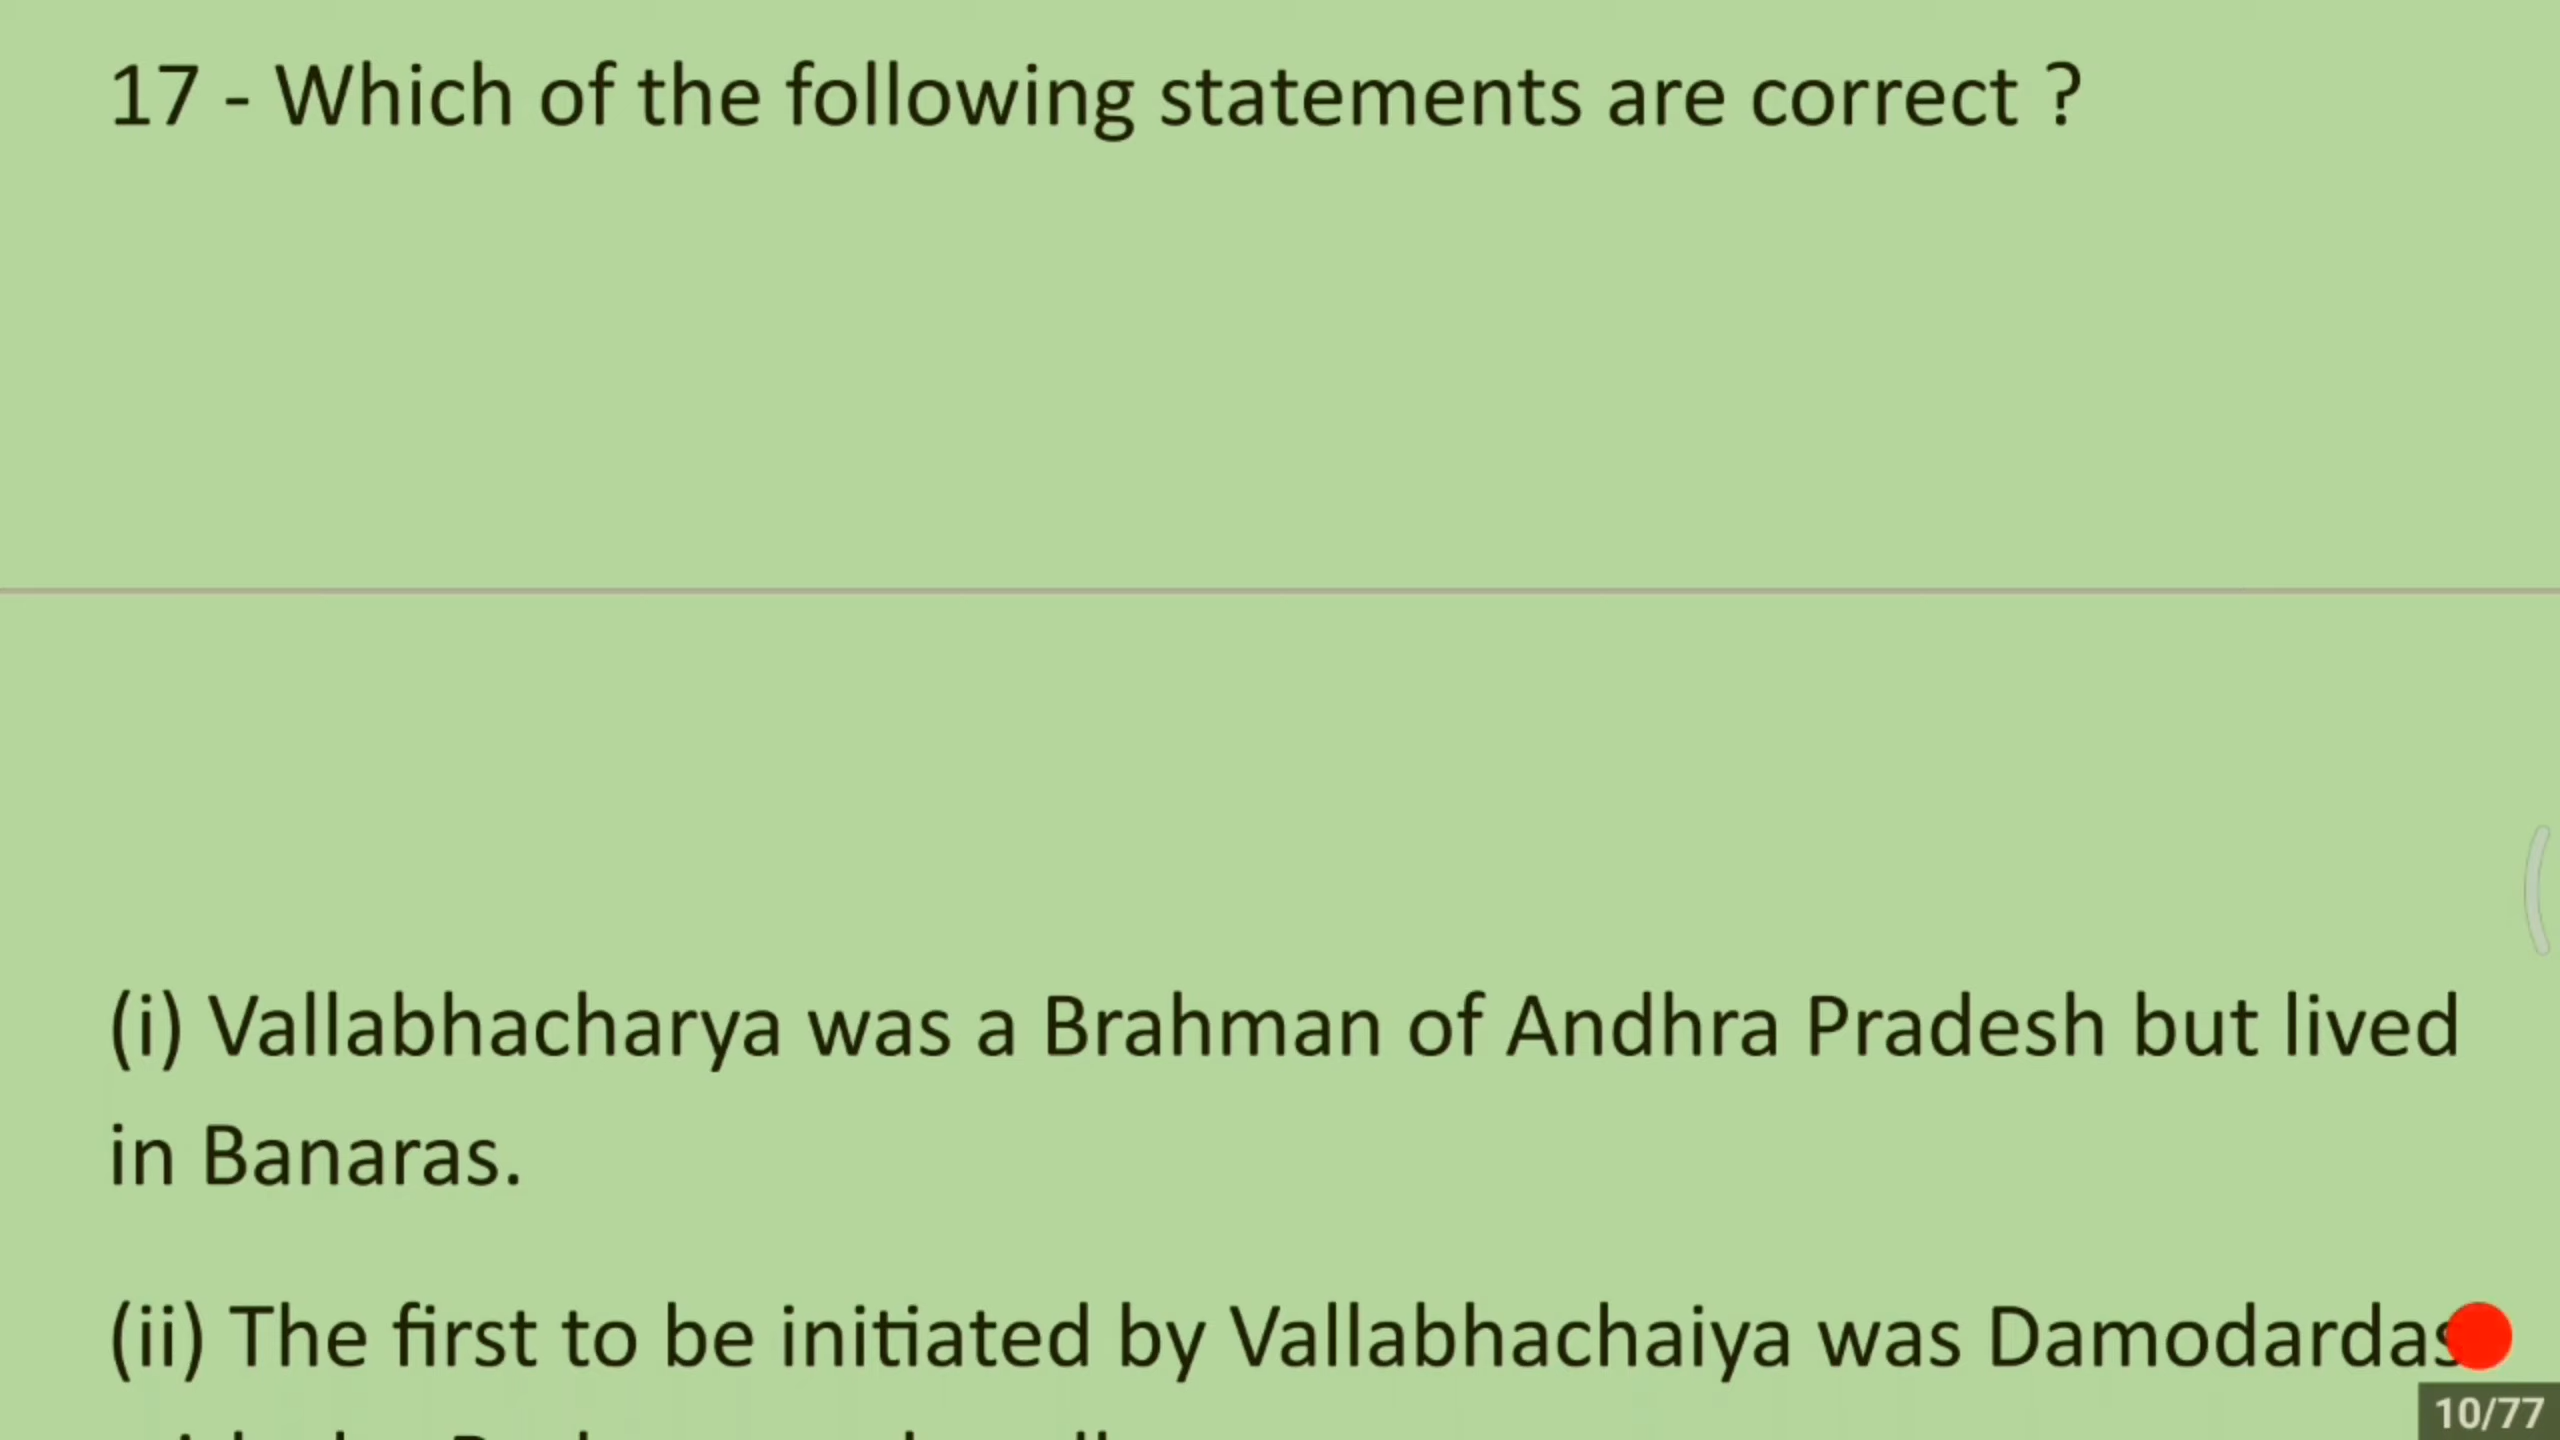 17 - Which of the following statements are correct ?
(i) Vallabhacharya was a Brahman of Andhra Pradesh but lived
in Banaras.
(ii) The first to be initiated by Vallabhachaiya was Damodardas
10/77